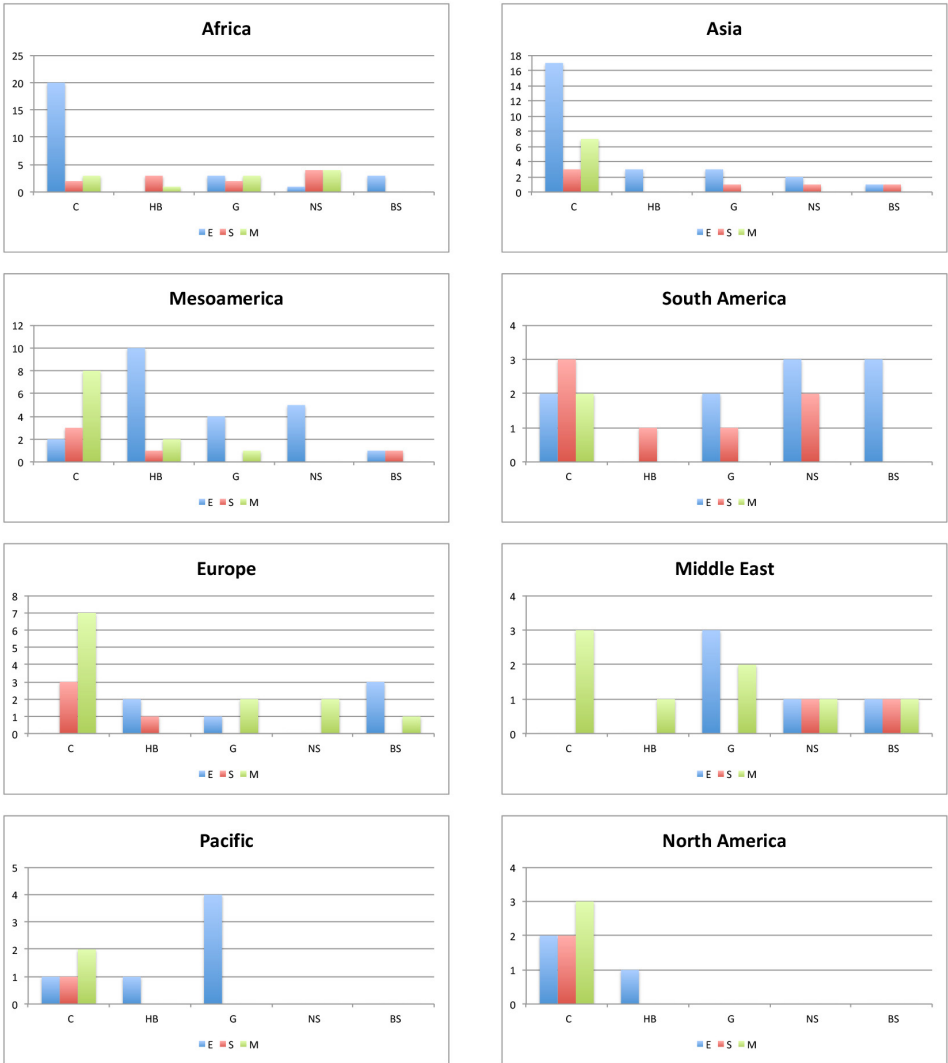 Africa
25
20
15
10
5
0
C HB G NS BS
E S M
Asia
18
16
14
12
10
8
6
4
2
0
C HB G NS BS
E S M
Mesoamerica
12
10
8
6
4
2
0
C HB G NS BS
E S M
South America
4
3
2
1
0
C HB G NS BS
E S M
Europe
8
7
6
5
4
3
2
1
0
C HB G NS BS
E S M
Middle East
4
3
2
1
0
C HB G NS BS
E S M
Pacific
5
4
3
2
1
0
C HB G NS BS
E S M
North America
4
3
2
1
0
C HB G NS BS
E S M